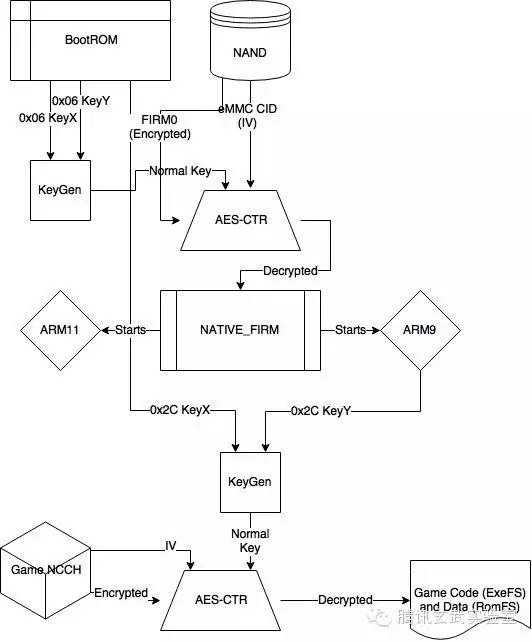 BootROM
NAND
0x06 KeyY
0x06 KeyX
eMMC CID
(IV)
FIRM0
(Encrypted)
KeyGen
Normal Key
AES-CTR
Decrypted
ARM11
Starts
NATIVE_FIRM
Starts
ARM9
0x2C KeyX
0x2C KeyY
KeyGen
Normal
Key
IV
Game NCCH
Encrypted
AES-CTR
Decrypted
Game Code (ExeFS)
and Data (RomFS)
腾讯玄武实验室